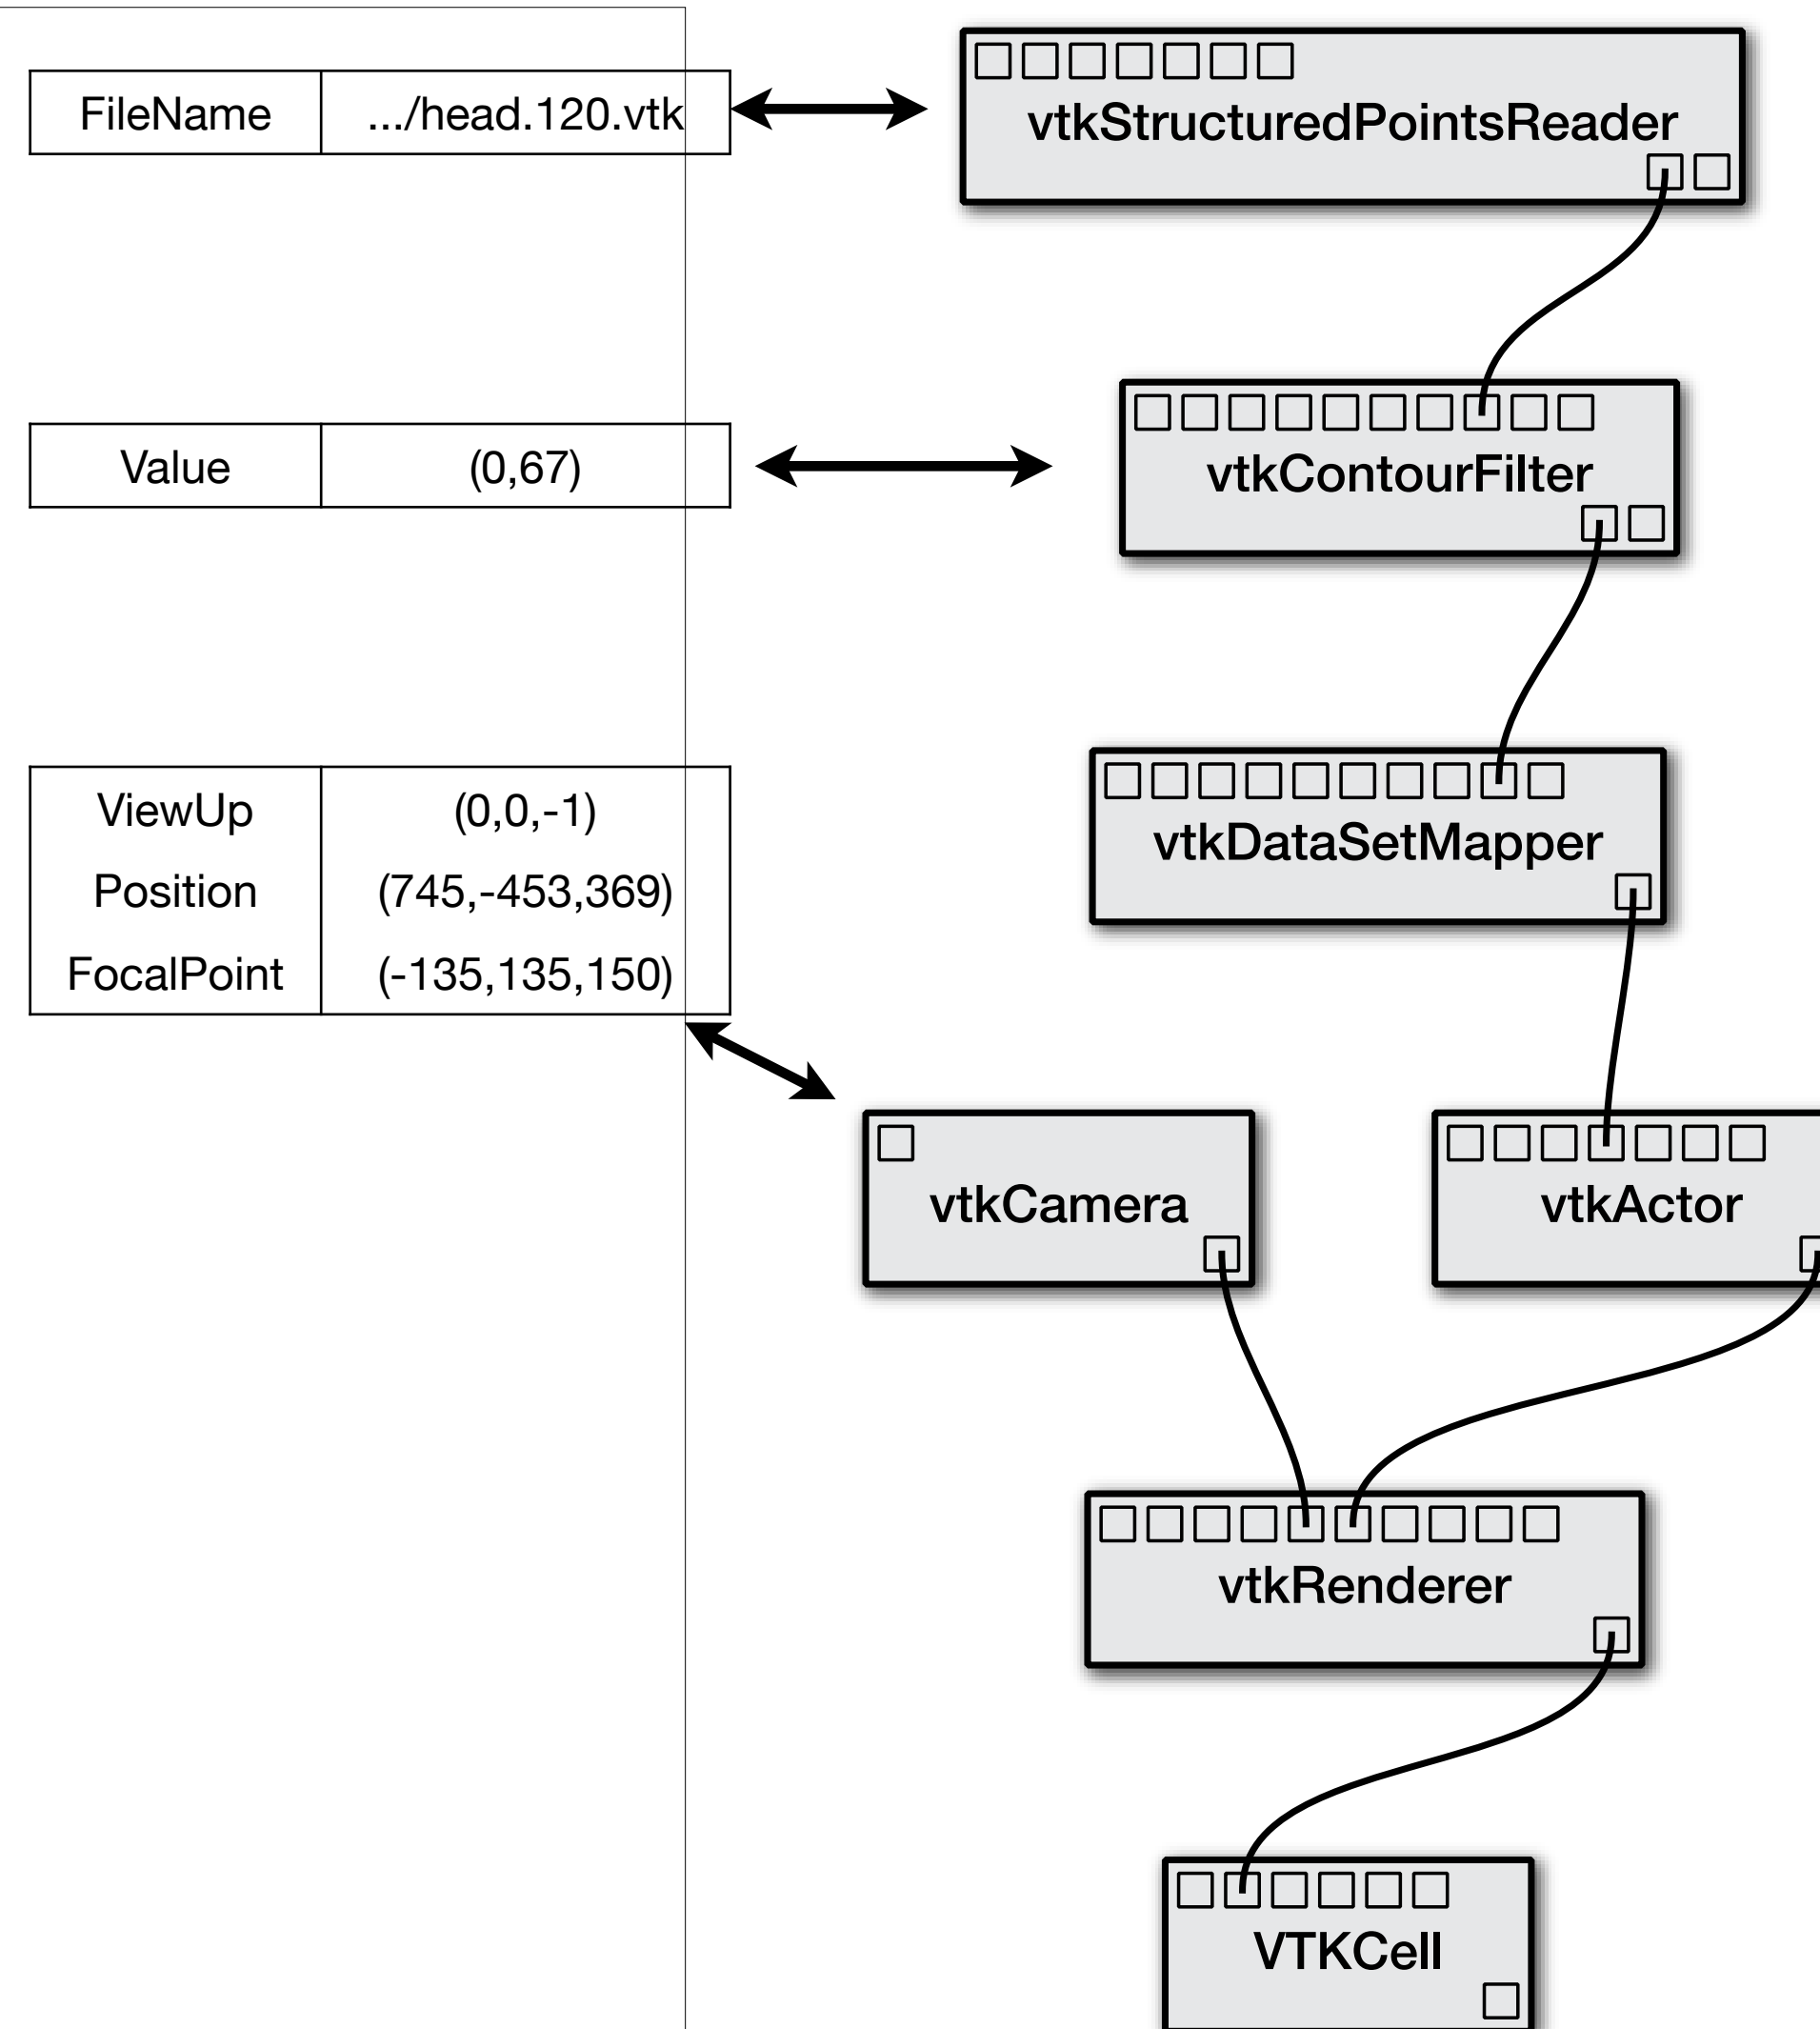 FileName .../head.120.vtk
vtkStructuredPointsReader
Value (0,67)
vtkContourFilter
ViewUp (0,0,-1)
vtkDataSetMapper
Position (745,-453,369)
FocalPoint (-135,135,150)
vtkCamera
vtkActor
vtkRenderer
VTKCell